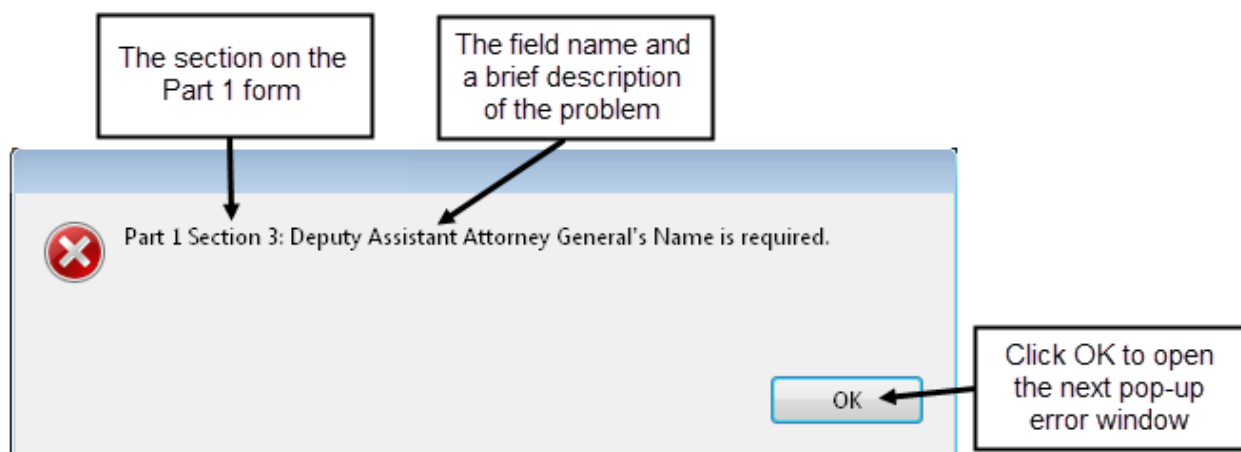 The section on the
Part 1 form
The field name and
a brief description
of the problem
Part 1 Section 3: Deputy Assistant Attorney General's Name is required.
OK
Click OK to open
the next pop-up
error window